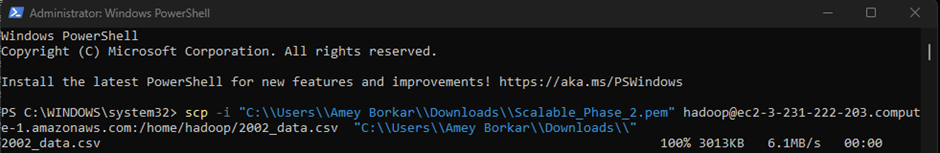 Administrator: Windows PowerShell
Windows PowerShell
Copyright (C) Microsoft Corporation. All rights reserved.
Install the latest PowerShell for new features and improvements! https://aka.ms/PSWindows
PS C:\WINDOWS\system32> scp -i "C:\\Users\\Amey Borkar\\Downloads\\Scalable_Phase_2.pem" hadoop@ec2-3-231-222-203.comput
e-1.amazonaws.com:/home/hadoop/2002_data.csv  "C:\\Users\\Amey Borkar\\Downloads\\"
2002_data.csv 100% 3013KB 6.1MB/s 00:00